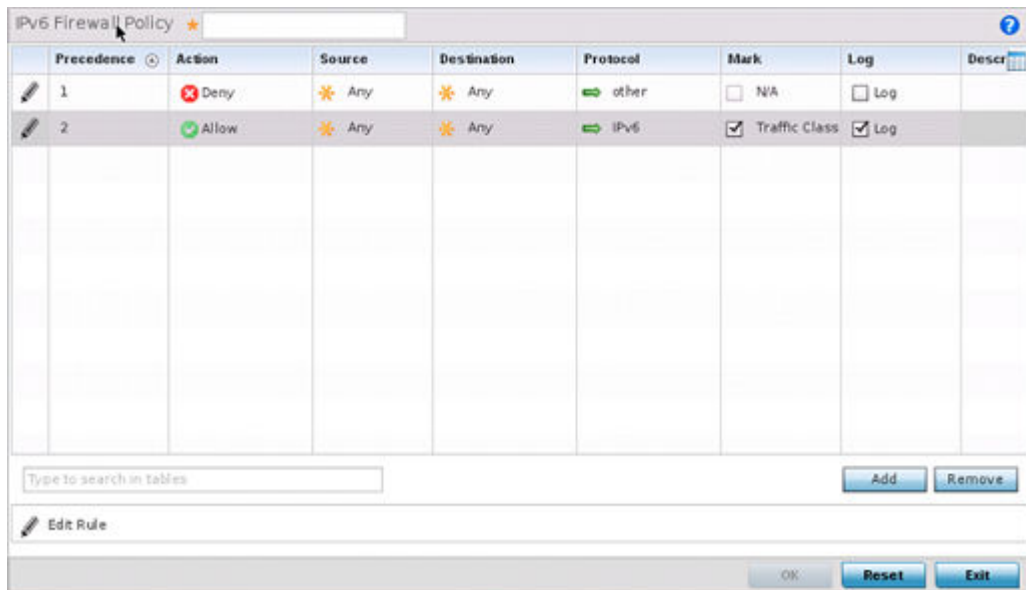 IPv6 Firewall Policy
Precedence Action Source Destination Protocol Mark Log Descr
1 Deny Any Any other N/A Log
2 Allow Any Any IPv6 Traffic Class Log
Type to search in tables Add Remove
Edit Rule
OK Reset Exit